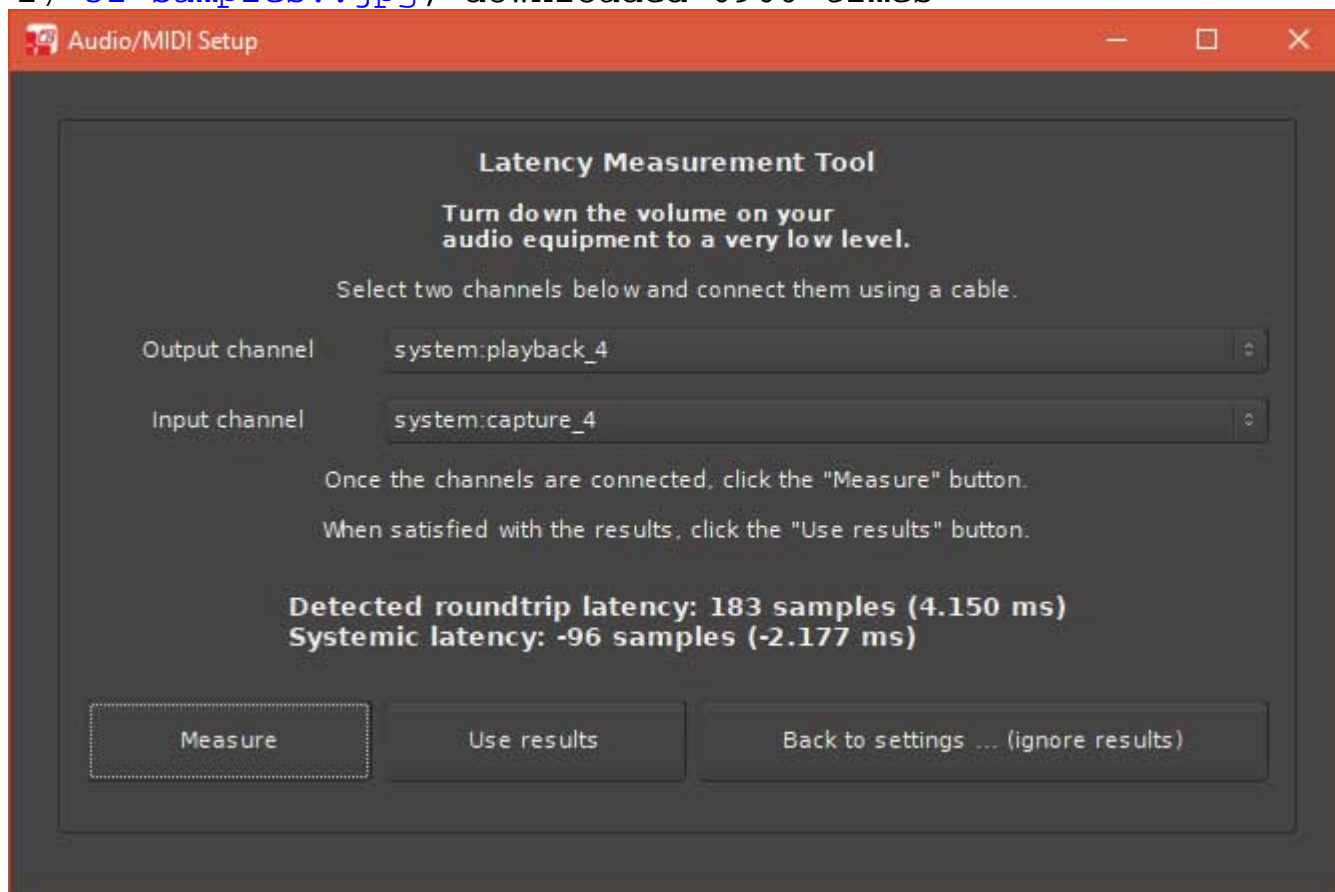 Audio/MIDI Setup
Latency Measurement Tool
Turn down the volume on your
audio equipment to a very low level.
Select two channels below and connect them using a cable.
Output channel system:playback_4
Input channel system:capture_4
Once the channels are connected, click the "Measure" button.
When satisfied with the results, click the "Use results" button.
Detected roundtrip latency: 183 samples (4.150 ms)
Systemic latency: -96 samples (-2.177 ms)
Measure Use results Back to settings ... (ignore results)